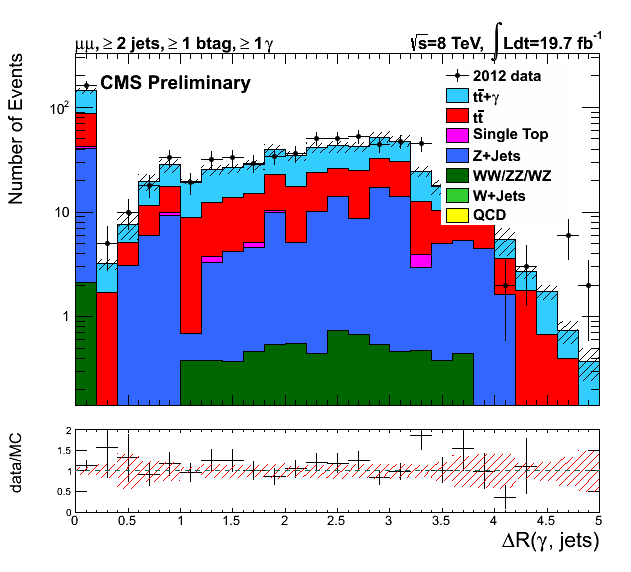 μμ, ≥ 2 jets, ≥ 1 btag, ≥ 1γ √s=8 TeV, ∫Ldt=19.7 fb⁻¹
CMS Preliminary
2012 data
tt̄+γ
tt̄
Single Top
Z+Jets
WW/ZZ/WZ
W+Jets
QCD
Number of Events
10²
10
1
data/MC
2
1.5
1
0.5
0
0 0.5 1 1.5 2 2.5 3 3.5 4 4.5 5
ΔR(γ, jets)